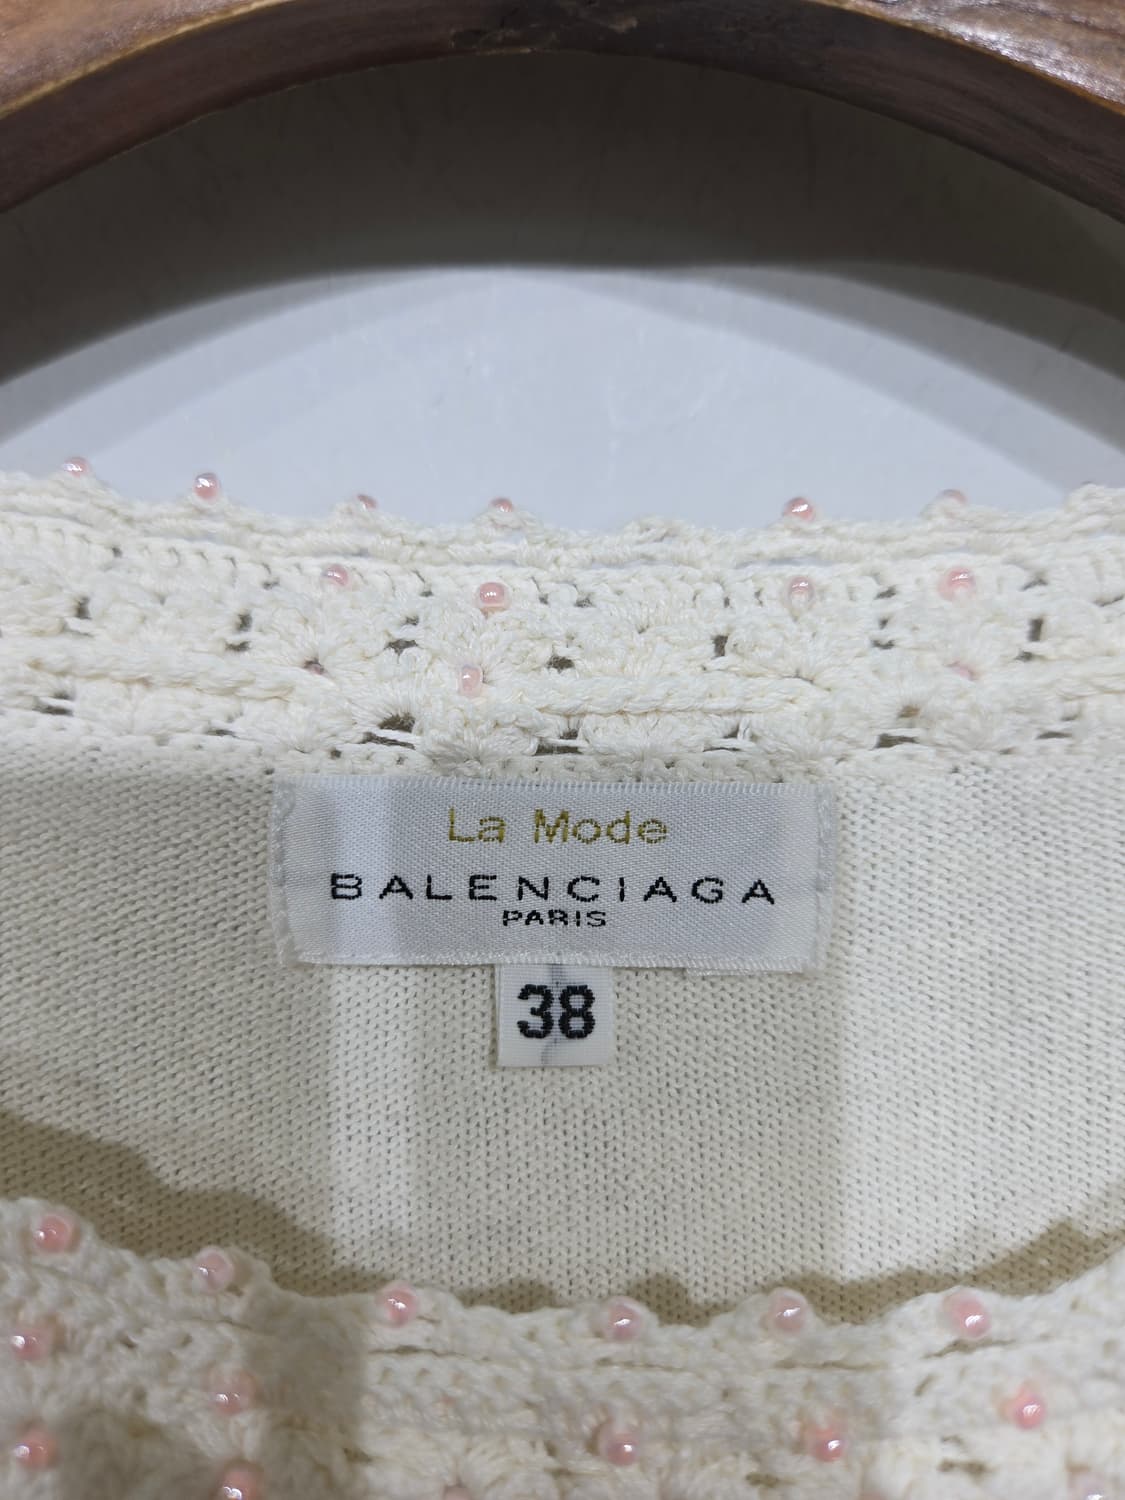 La Mode
BALENCIAGA
PARIS
38